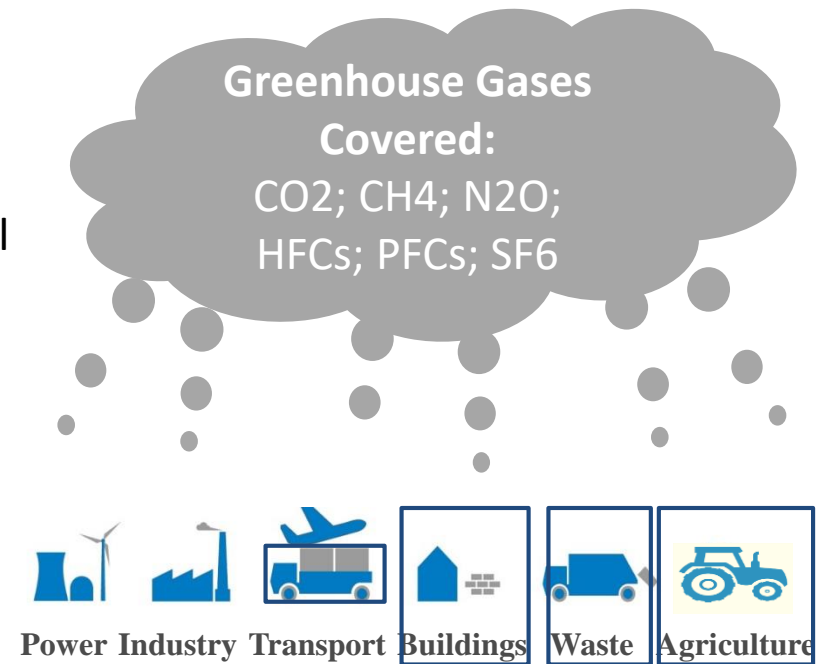 Greenhouse Gases
Covered:
CO2; CH4; N2O;
HFCs; PFCs; SF6
l
Power Industry Transport Buildings Waste Agriculture